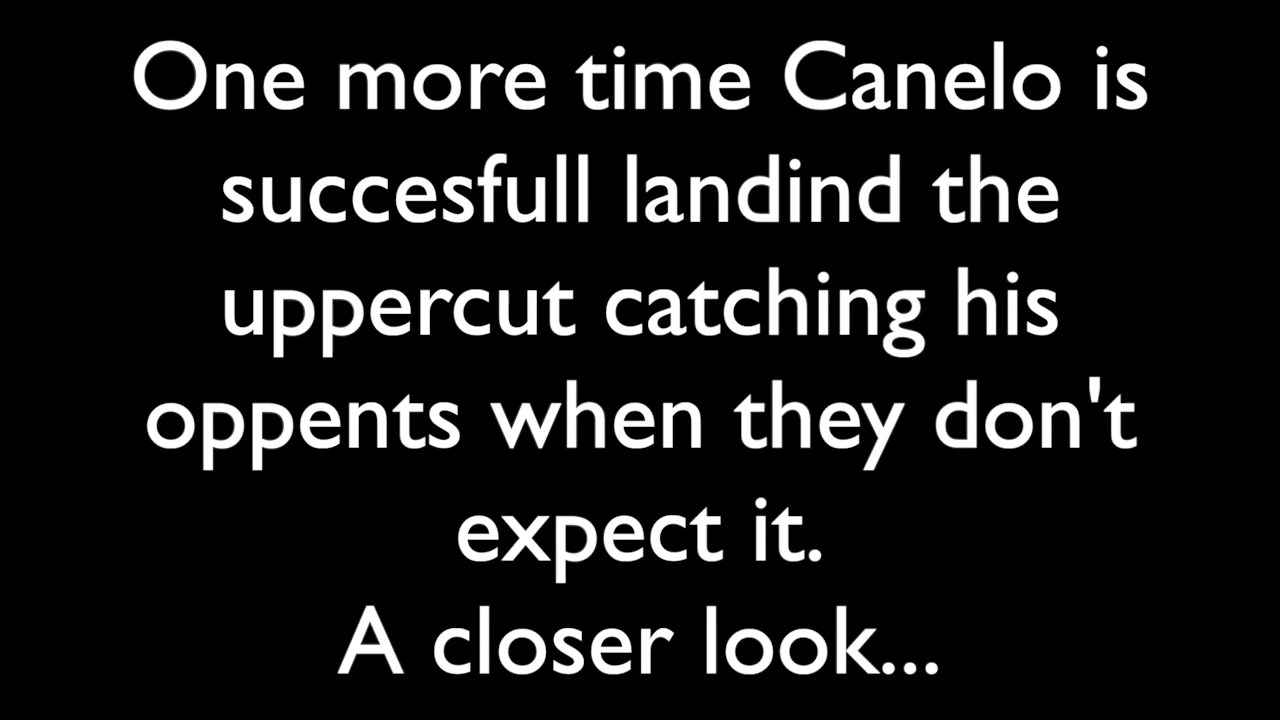 One more time Canelo is
succesfull landind the
uppercut catching his
oppents when they don't
expect it.
A closer look...